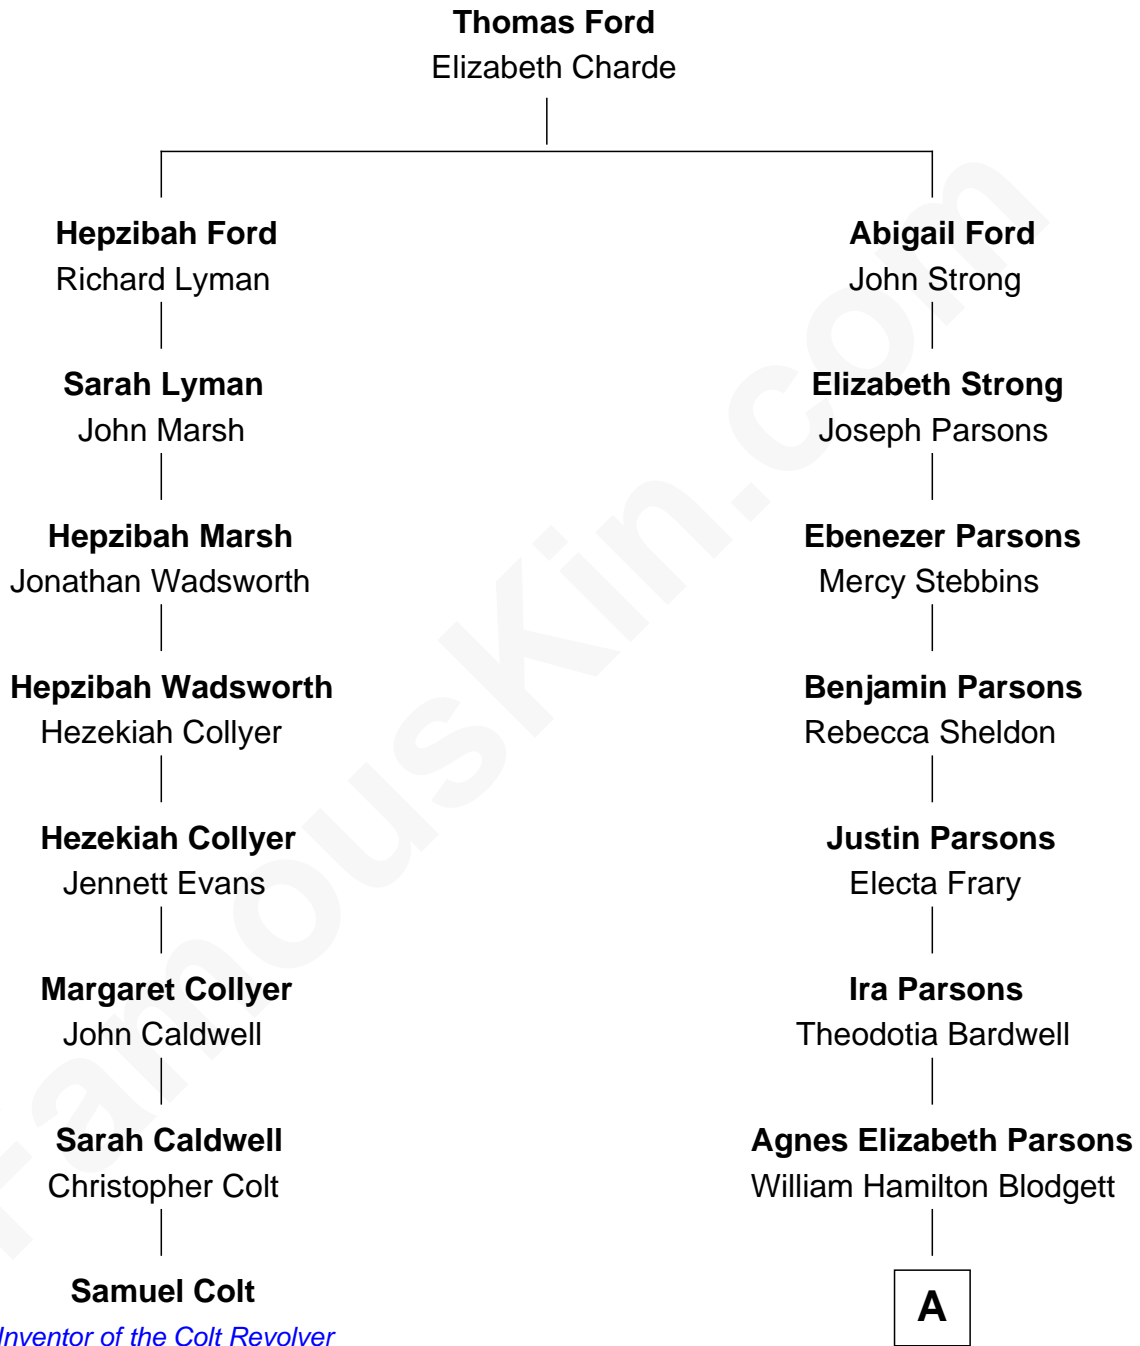 Thomas Ford
Elizabeth Charde
Hepzibah Ford
Richard Lyman
Abigail Ford
John Strong
Sarah Lyman
John Marsh
Elizabeth Strong
Joseph Parsons
Hepzibah Marsh
Jonathan Wadsworth
Ebenezer Parsons
Mercy Stebbins
Hepzibah Wadsworth
Hezekiah Collyer
Benjamin Parsons
Rebecca Sheldon
Hezekiah Collyer
Jennett Evans
Justin Parsons
Electa Frary
Margaret Collyer
John Caldwell
Ira Parsons
Theodotia Bardwell
Sarah Caldwell
Christopher Colt
Agnes Elizabeth Parsons
William Hamilton Blodgett
Samuel Colt
Inventor of the Colt Revolver
A
FamousKin.com